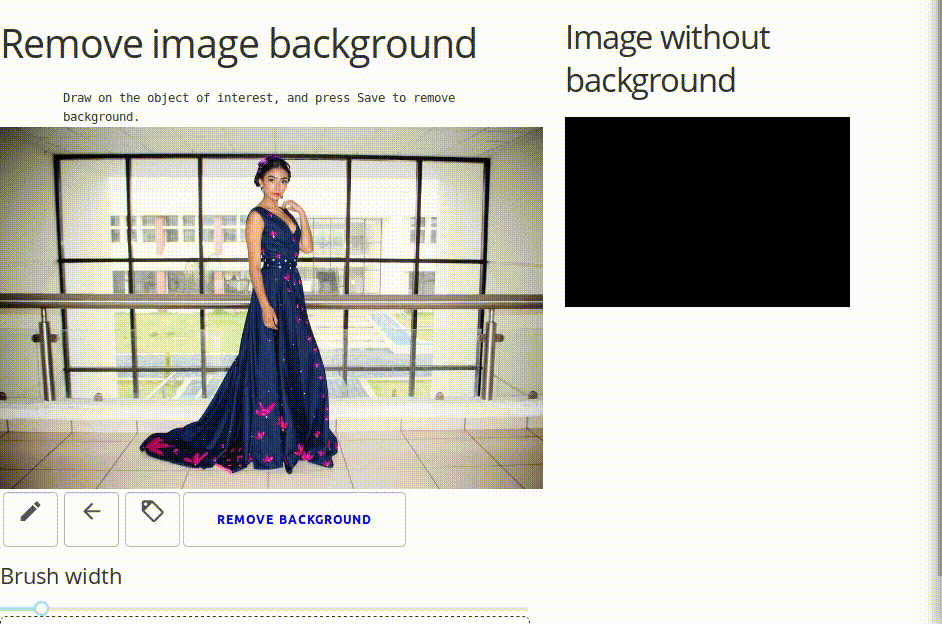 Remove image background
Draw on the object of interest, and press Save to remove
background.
REMOVE BACKGROUND
Brush width
Image without
background